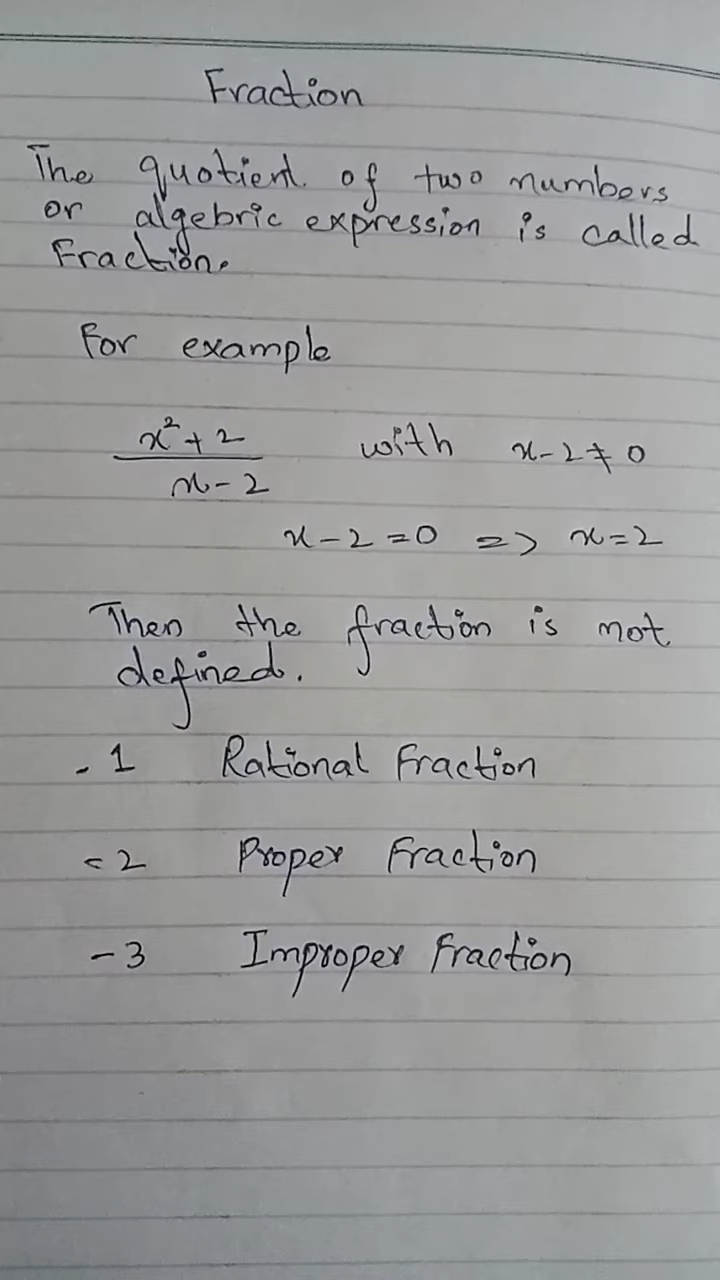 Fraction
The quotient of two numbers
or algebric expression is called
Fraction.
For example
x²+2 / x-2 with x-2≠0
x-2=0 => x=2
Then the fraction is not
defined.
-1 Rational Fraction
-2 Proper Fraction
-3 Improper Fraction